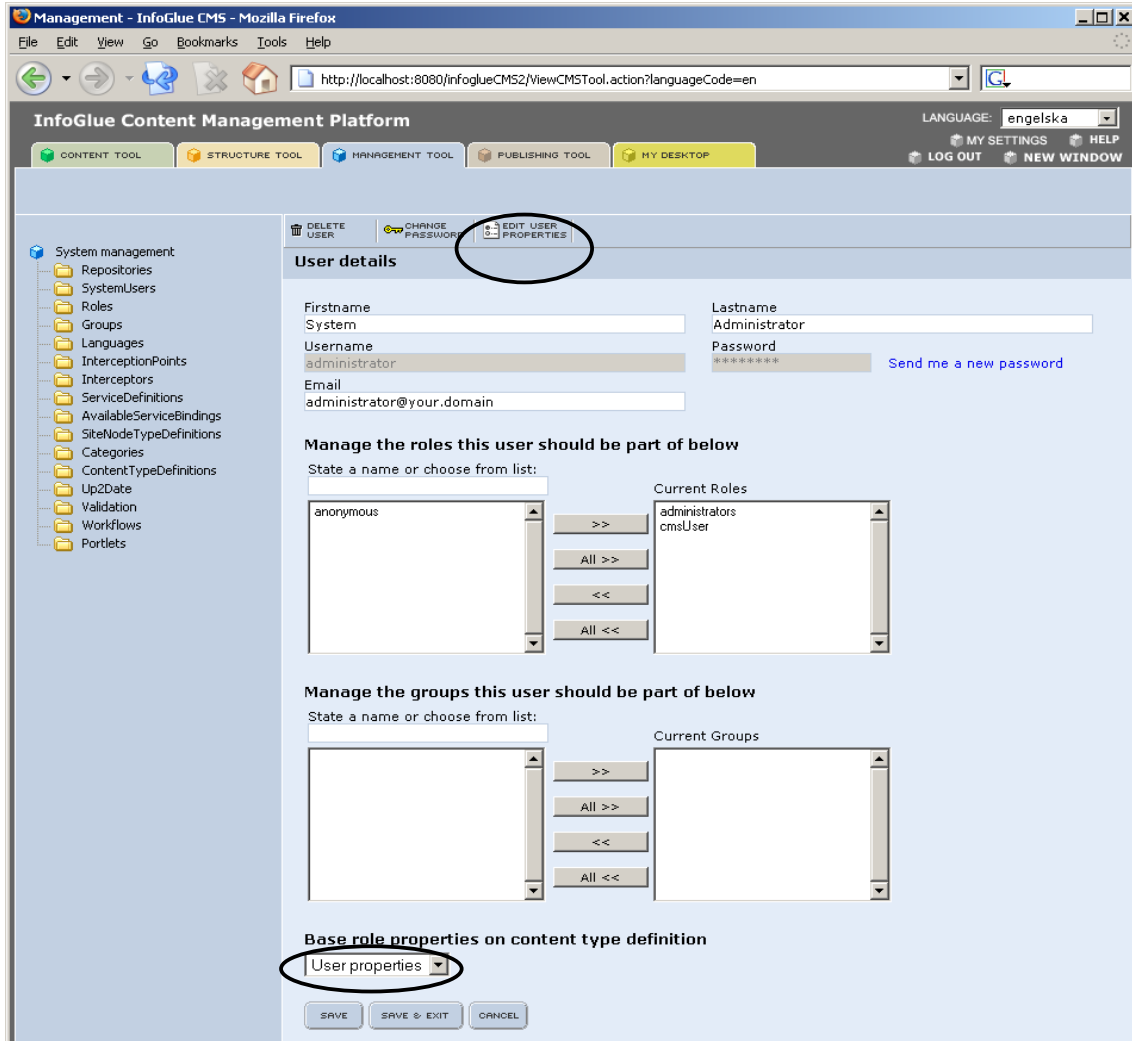 Management - InfoGlue CMS - Mozilla Firefox
File Edit View Go Bookmarks Tools Help
http://localhost:8080/infoglueCMS2/ViewCMSTool.action?languageCode=en
G
InfoGlue Content Management Platform
LANGUAGE: engelska
MY SETTINGS HELP
LOG OUT NEW WINDOW
CONTENT TOOL STRUCTURE TOOL MANAGEMENT TOOL PUBLISHING TOOL MY DESKTOP
DELETE USER
CHANGE PASSWORD
EDIT USER PROPERTIES
System management
Repositories
SystemUsers
Roles
Groups
Languages
InterceptionPoints
Interceptors
ServiceDefinitions
AvailableServiceBindings
SiteNodeTypeDefinitions
Categories
ContentTypeDefinitions
Up2Date
Validation
Workflows
Portlets
User details
Firstname Lastname
System Administrator
Username Password
administrator ******** Send me a new password
Email
administrator@your.domain
Manage the roles this user should be part of below
State a name or choose from list:
Current Roles
anonymous
>>
All >>
<<
All <<
administrators
cmsUser
Manage the groups this user should be part of below
State a name or choose from list:
Current Groups
>>
All >>
<<
All <<
Base role properties on content type definition
User properties
SAVE SAVE & EXIT CANCEL